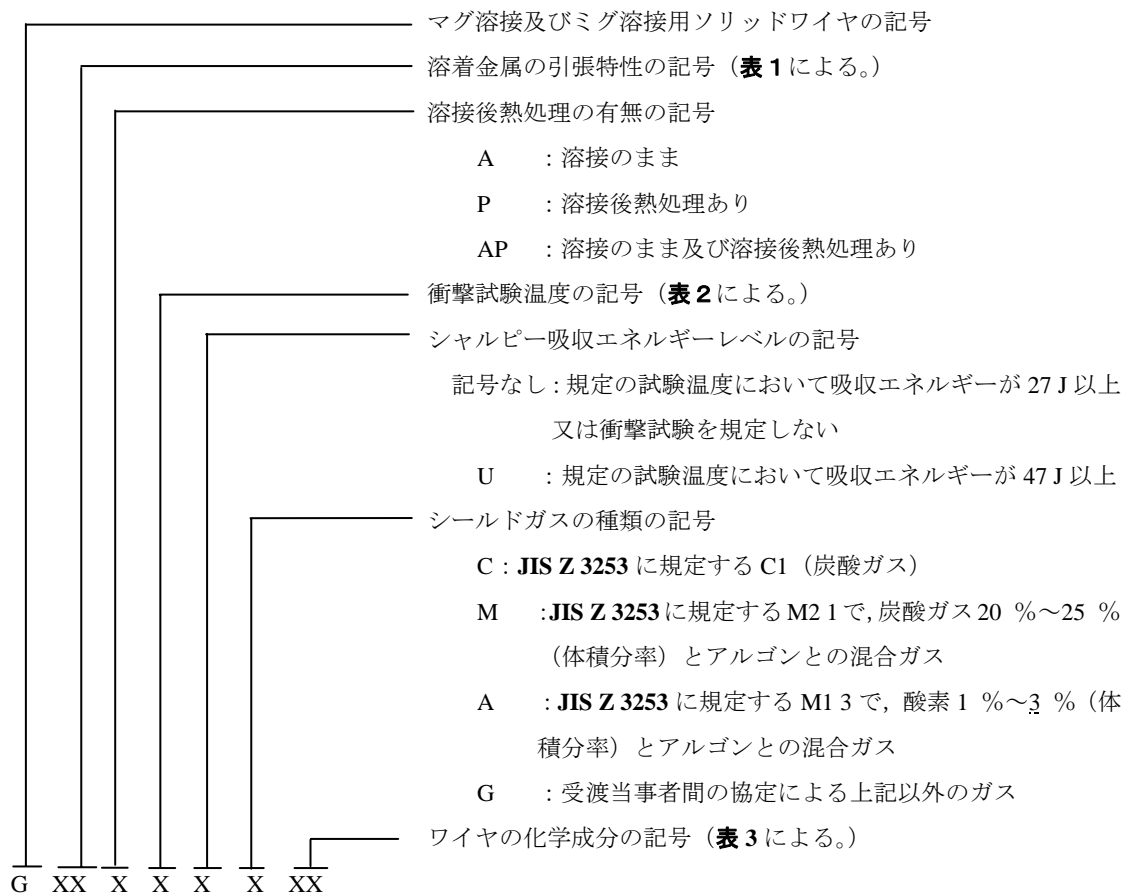 マグ溶接及びミグ溶接用ソリッドワイヤの記号
溶着金属の引張特性の記号（表1による。）
溶接後熱処理の有無の記号
A ：溶接のまま
P ：溶接後熱処理あり
AP ：溶接のまま及び溶接後熱処理あり
衝撃試験温度の記号（表2による。）
シャルピー吸収エネルギーレベルの記号
記号なし：規定の試験温度において吸収エネルギーが 27 J 以上
又は衝撃試験を規定しない
U ：規定の試験温度において吸収エネルギーが 47 J 以上
シールドガスの種類の記号
C：JIS Z 3253 に規定する C1（炭酸ガス）
M ：JIS Z 3253 に規定する M2 1 で，炭酸ガス 20 %～25 %
（体積分率）とアルゴンとの混合ガス
A ：JIS Z 3253 に規定する M1 3 で，酸素 1 %～3 %（体
積分率）とアルゴンとの混合ガス
G ：受渡当事者間の協定による上記以外のガス
ワイヤの化学成分の記号（表3による。）
G XX X X X X XX